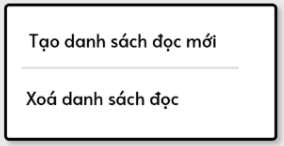 Tạo danh sách đọc mới
Xoá danh sách đọc